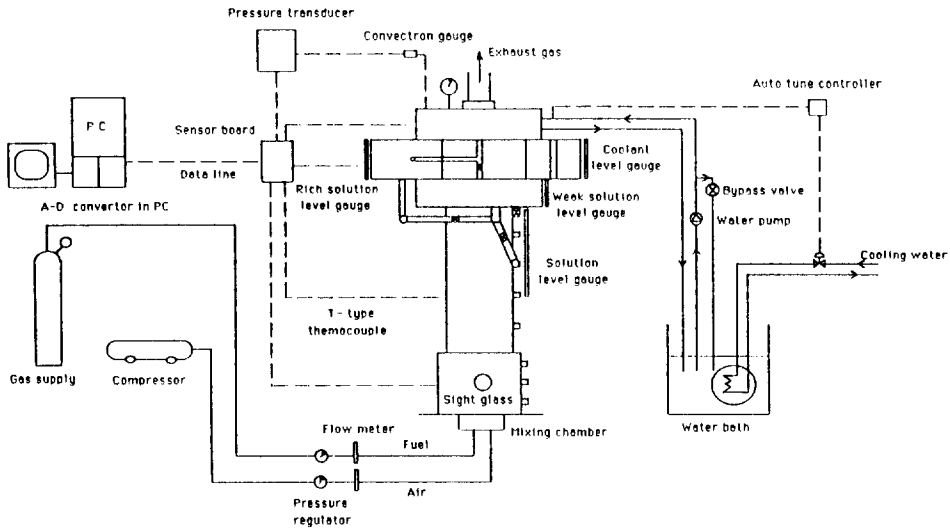 Pressure transducer
Convectron gauge
Exhaust gas
Auto tune controller
PC
Sensor board
Data line
Coolant
level gauge
Rich solution
level gauge
Weak solution
level gauge
Bypass valve
A-D convertor in PC
Water pump
Cooling water
Solution
level gauge
T-type
themacouple
Gas supply
Compressor
Sight glass
Water bath
Mixing chamber
Flow meter
Fuel
Air
Pressure
regulator